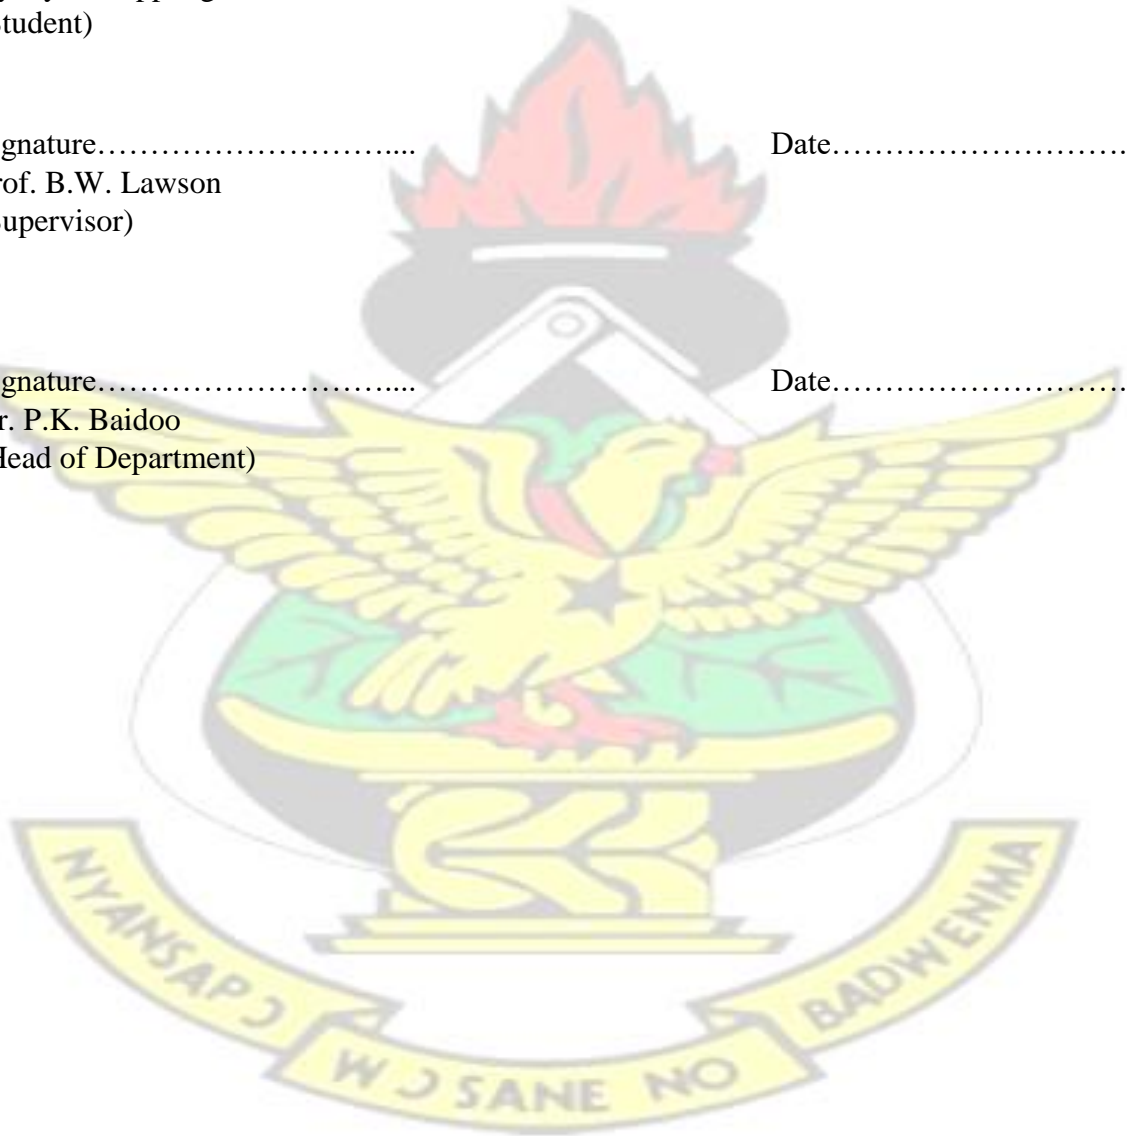 tudent)
gnature………………………....	Date……………………….
rof. B.W. Lawson
upervisor)
gnature………………………....	Date……………………….
r. P.K. Baidoo
Head of Department)
NYANSAPƆ
WƆSANE NO
BADWENMA